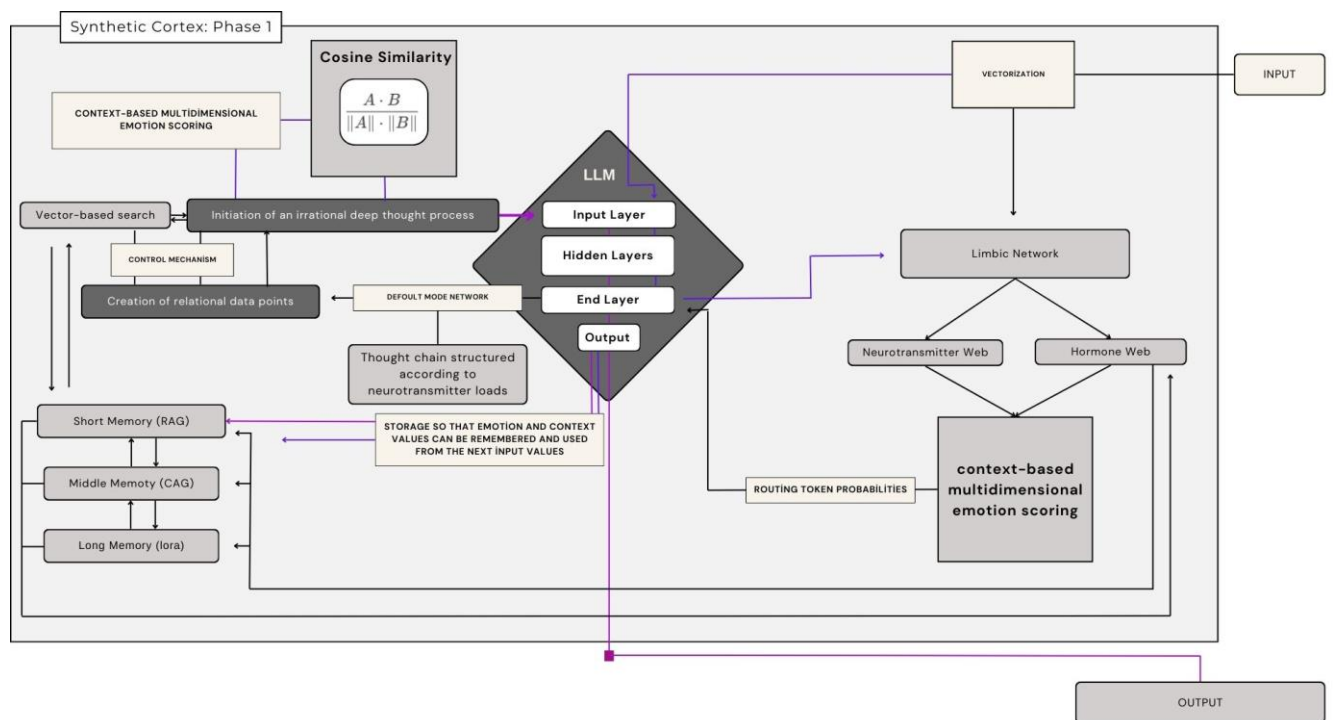 Synthetic Cortex: Phase 1
Cosine Similarity
A · B
‖A‖ · ‖B‖
VECTORİZATİON
INPUT
CONTEXT-BASED MULTİDİMENSİONAL
EMOTİON SCORİNG
LLM
Vector-based search
Initiation of an irrational deep thought process
Input Layer
CONTROL MECHANİSM
Hidden Layers
Limbic Network
Creation of relational data points
DEFOULT MODE NETWORK
End Layer
Output
Thought chain structured
according to
neurotransmitter loads
Neurotransmitter Web
Hormone Web
Short Memory (RAG)
STORAGE SO THAT EMOTİON AND CONTEXT
VALUES CAN BE REMEMBERED AND USED
FROM THE NEXT İNPUT VALUES
Middle Memoty (CAG)
ROUTİNG TOKEN PROBABİLİTİES
context-based
multidimensional
emotion scoring
Long Memory (lora)
OUTPUT